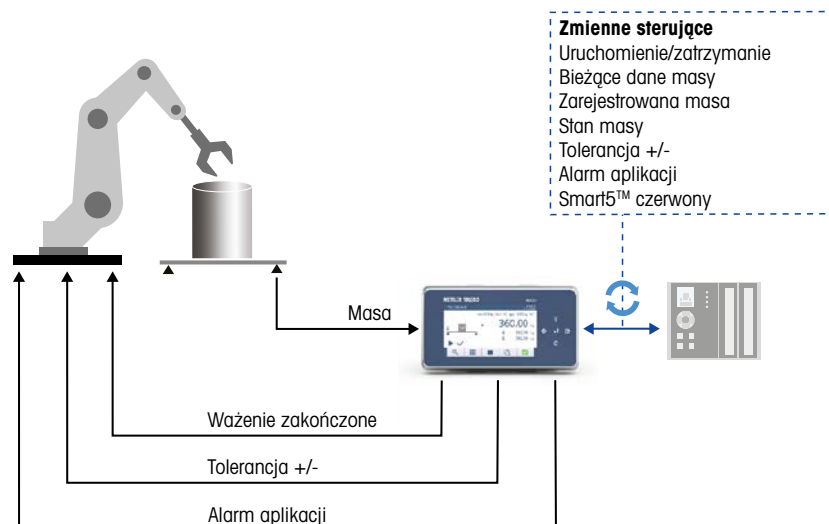 Zmienne sterujące
Uruchomienie/zatrzymanie
Bieżące dane masy
Zarejestrowana masa
Stan masy
Tolerancja +/-
Alarm aplikacji
Smart5™ czerwony
Masa
METTLER TOLEDO
360.00
Ważenie zakończone
Tolerancja +/-
Alarm aplikacji